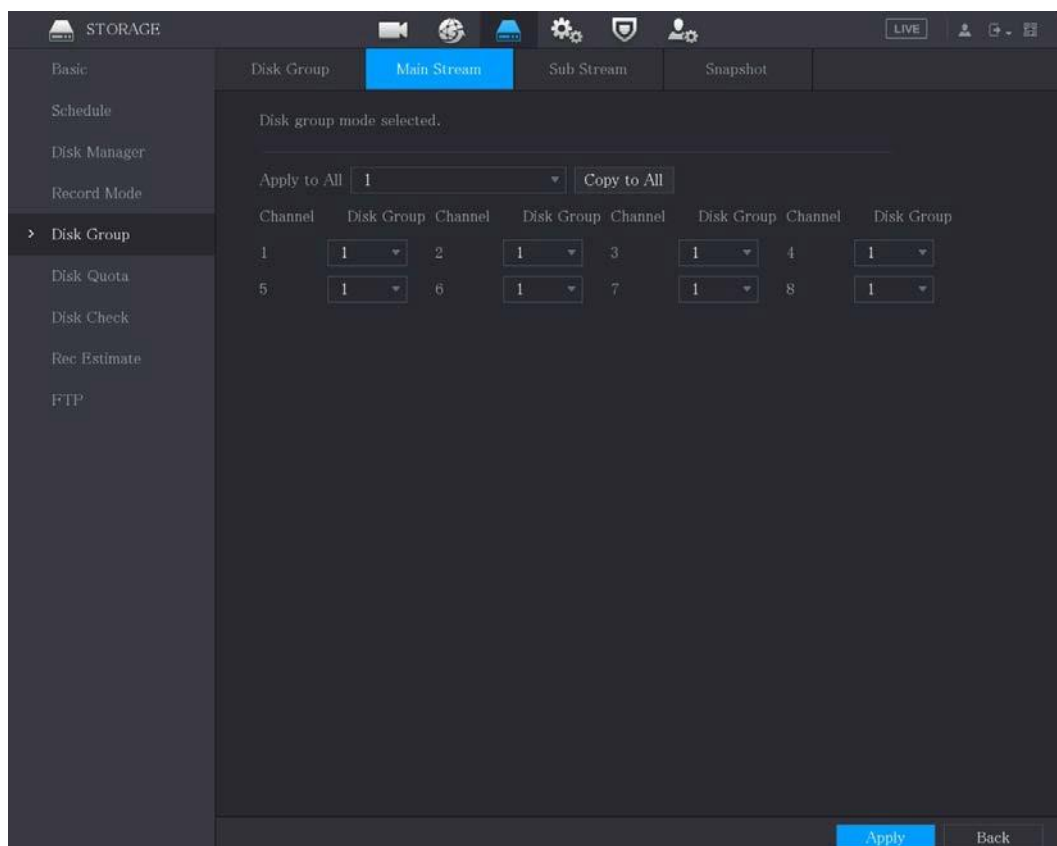 STORAGE LIVE
Basic
Schedule
Disk Manager
Record Mode
> Disk Group
Disk Quota
Disk Check
Rec Estimate
FTP
Disk Group Main Stream Sub Stream Snapshot
Disk group mode selected.
Apply to All 1 Copy to All
Channel Disk Group Channel Disk Group Channel Disk Group Channel Disk Group
1 1 2 1 3 1 4 1
5 1 6 1 7 1 8 1
Apply Back